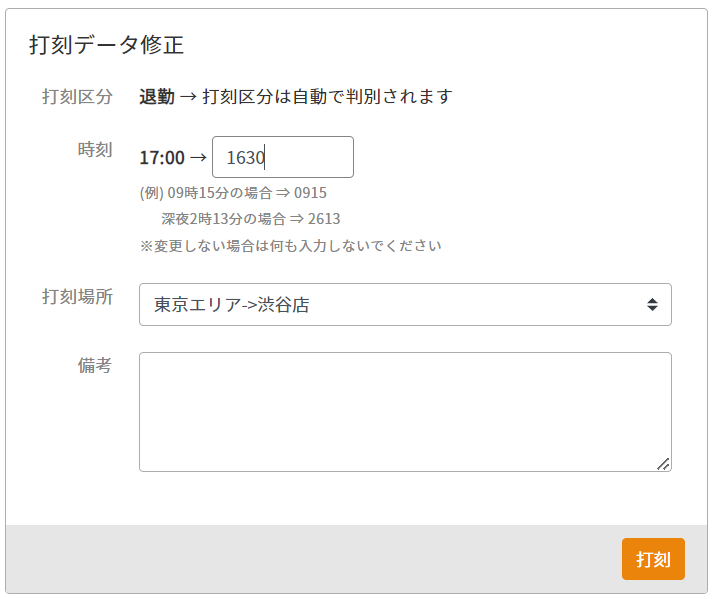 打刻データ修正
打刻区分 退勤 → 打刻区分は自動で判別されます
時刻 17:00 → 1630
(例) 09時15分の場合 ⇒ 0915
深夜2時13分の場合 ⇒ 2613
※変更しない場合は何も入力しないでください
打刻場所 東京エリア->渋谷店
備考
打刻